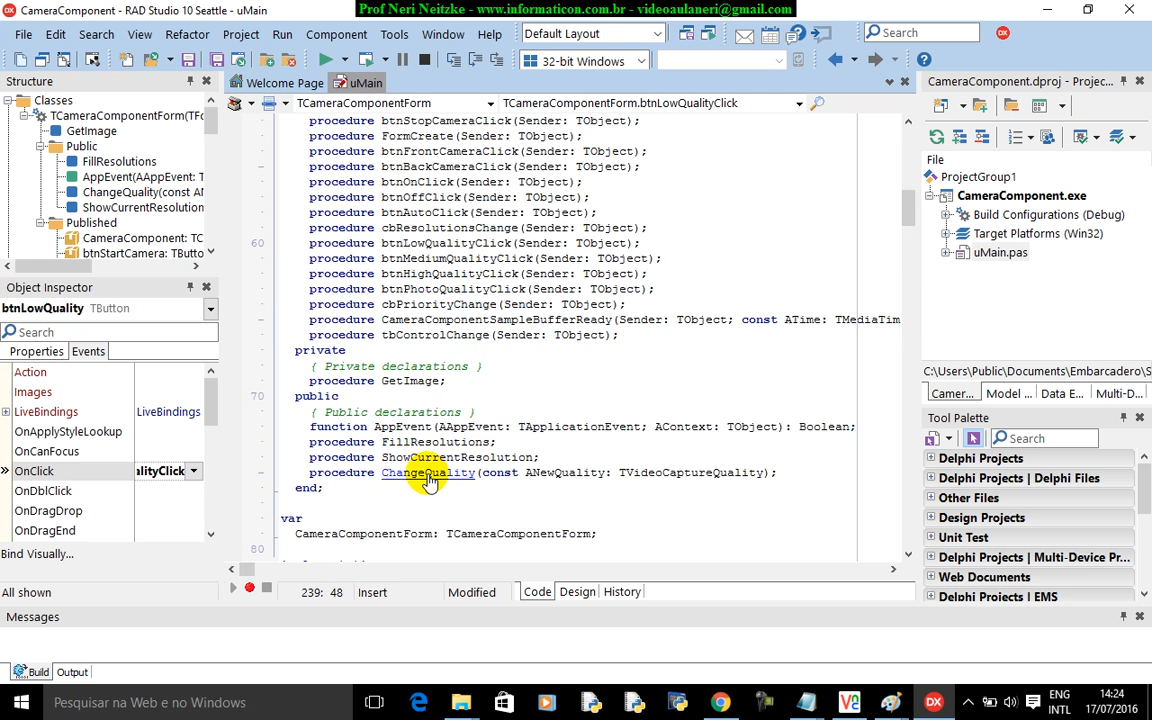 CameraComponent - RAD Studio 10 Seattle - uMain
Prof Neri Neitzke - www.informaticon.com.br - videoaulaneri@gmail.com
File Edit Search View Refactor Project Run Component Tools Window Help
Default Layout
Search
32-bit Windows
Structure
Welcome Page
uMain
CameraComponent.dproj - Projec...
TCameraComponentForm
TCameraComponentForm.btnLowQualityClick
Classes
TCameraComponentForm(TFo
GetImage
Public
FillResolutions
AppEvent(AAppEvent: T
ChangeQuality(const AN
ShowCurrentResolution
Published
CameraComponent: TC
btnStartCamera: TButto
Object Inspector
btnLowQuality TButton
Search
Properties Events
Action
Images
LiveBindings LiveBindings
OnApplyStyleLookup
OnCanFocus
OnClick alityClick
OnDblClick
OnDragDrop
OnDragEnd
Bind Visually...
All shown
procedure btnStopCameraClick(Sender: TObject);
procedure FormCreate(Sender: TObject);
procedure btnFrontCameraClick(Sender: TObject);
procedure btnBackCameraClick(Sender: TObject);
procedure btnOnClick(Sender: TObject);
procedure btnOffClick(Sender: TObject);
procedure btnAutoClick(Sender: TObject);
procedure cbResolutionsChange(Sender: TObject);
60 procedure btnLowQualityClick(Sender: TObject);
procedure btnMediumQualityClick(Sender: TObject);
procedure btnHighQualityClick(Sender: TObject);
procedure btnPhotoQualityClick(Sender: TObject);
procedure cbPriorityChange(Sender: TObject);
procedure CameraComponentSampleBufferReady(Sender: TObject; const ATime: TMediaTim
procedure tbControlChange(Sender: TObject);
private
{ Private declarations }
procedure GetImage;
70 public
{ Public declarations }
function AppEvent(AAppEvent: TApplicationEvent; AContext: TObject): Boolean;
procedure FillResolutions;
procedure ShowCurrentResolution;
procedure ChangeQuality(const ANewQuality: TVideoCaptureQuality);
end;
var
CameraComponentForm: TCameraComponentForm;
80
239: 48 Insert Modified Code Design History
File
ProjectGroup1
CameraComponent.exe
Build Configurations (Debug)
Target Platforms (Win32)
uMain.pas
C:\Users\Public\Documents\Embarcadero\S
Camer... Model ... Data E... Multi-D...
Tool Palette
Search
Delphi Projects
Delphi Projects | Delphi Files
Other Files
Design Projects
Unit Test
Delphi Projects | Multi-Device Pr...
Web Documents
Delphi Projects | EMS
Messages
Build Output
Pesquisar na Web e no Windows
ENG
INTL
14:24
17/07/2016